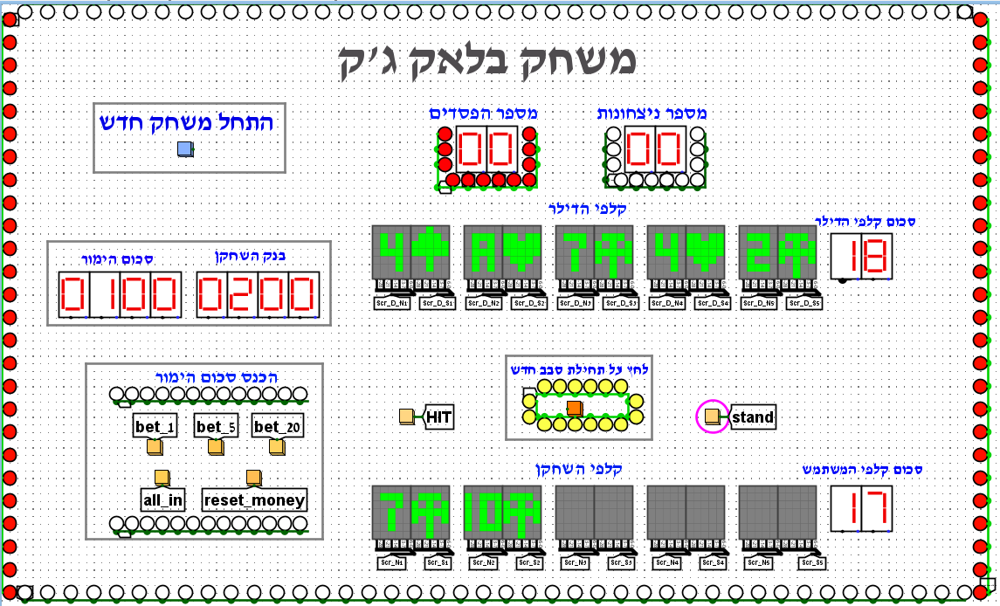 משחק בלאק ג'ק
התחל משחק חדש
מספר הפסדים
מספר ניצחונות
00
00
קלפי הדילר
סכום קלפי הדילר
4 A 7 4 2
18
Scr_D_N1 Scr_D_S1 Scr_D_N2 Scr_D_S2 Scr_D_N3 Scr_D_S3 Scr_D_N4 Scr_D_S4 Scr_D_N5 Scr_D_S5
סכום הימור
בנק השחקן
0100
0200
הכנס סכום הימור
bet_1 bet_5 bet_20
all_in reset_money
לחץ על תחילת סבב חדש
HIT
stand
קלפי השחקן
סכום קלפי המשתמש
7 10
17
Scr_N1 Scr_S1 Scr_N2 Scr_S2 Scr_N3 Scr_S3 Scr_N4 Scr_S4 Scr_N5 Scr_S5